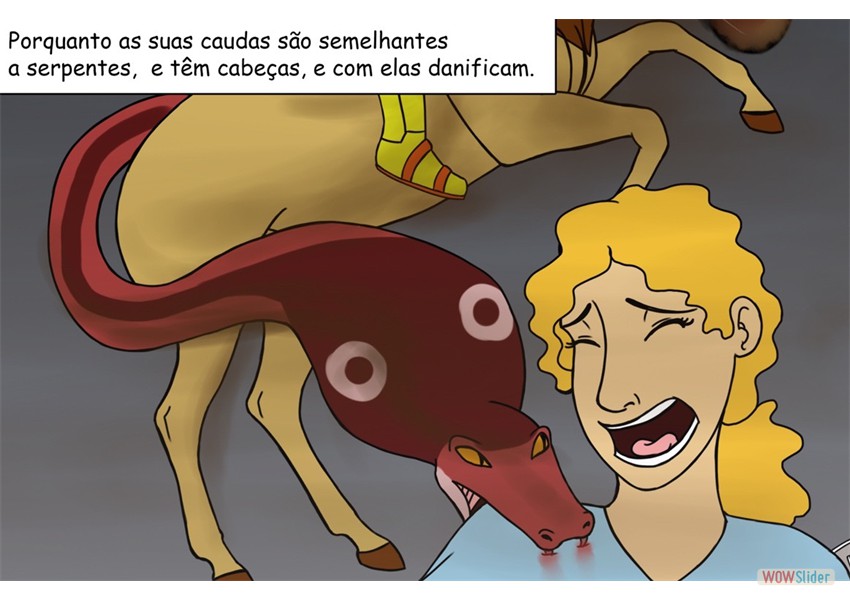 Porquanto as suas caudas são semelhantes
a serpentes, e têm cabeças, e com elas danificam.
WOWSlider